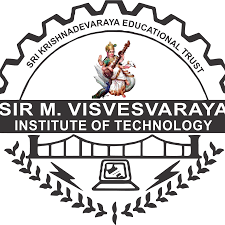 SRI KRISHNADEVARAYA EDUCATIONAL TRUST
SIR M. VISVESVARAYA
INSTITUTE OF TECHNOLOGY